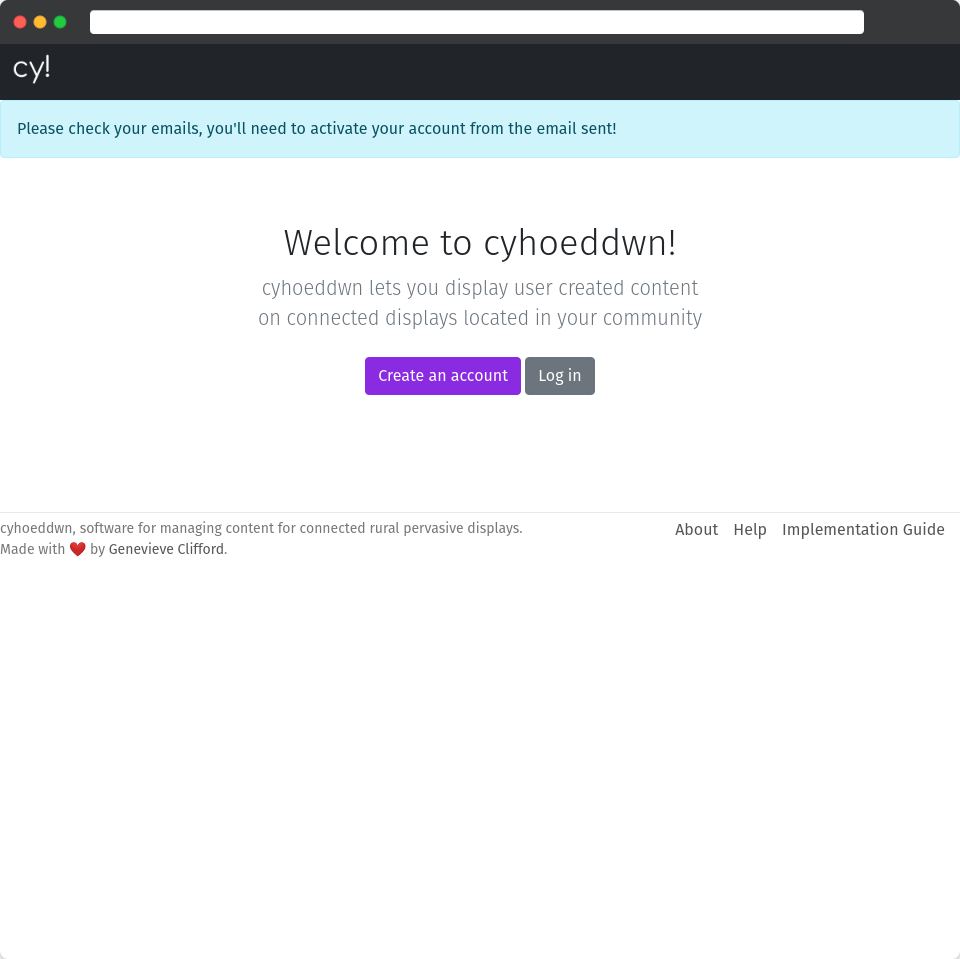 cy!
Please check your emails, you'll need to activate your account from the email sent!
Welcome to cyhoeddwn!
cyhoeddwn lets you display user created content
on connected displays located in your community
Create an account
Log in
cyhoeddwn, software for managing content for connected rural pervasive displays.
Made with ❤️ by Genevieve Clifford.
About
Help
Implementation Guide